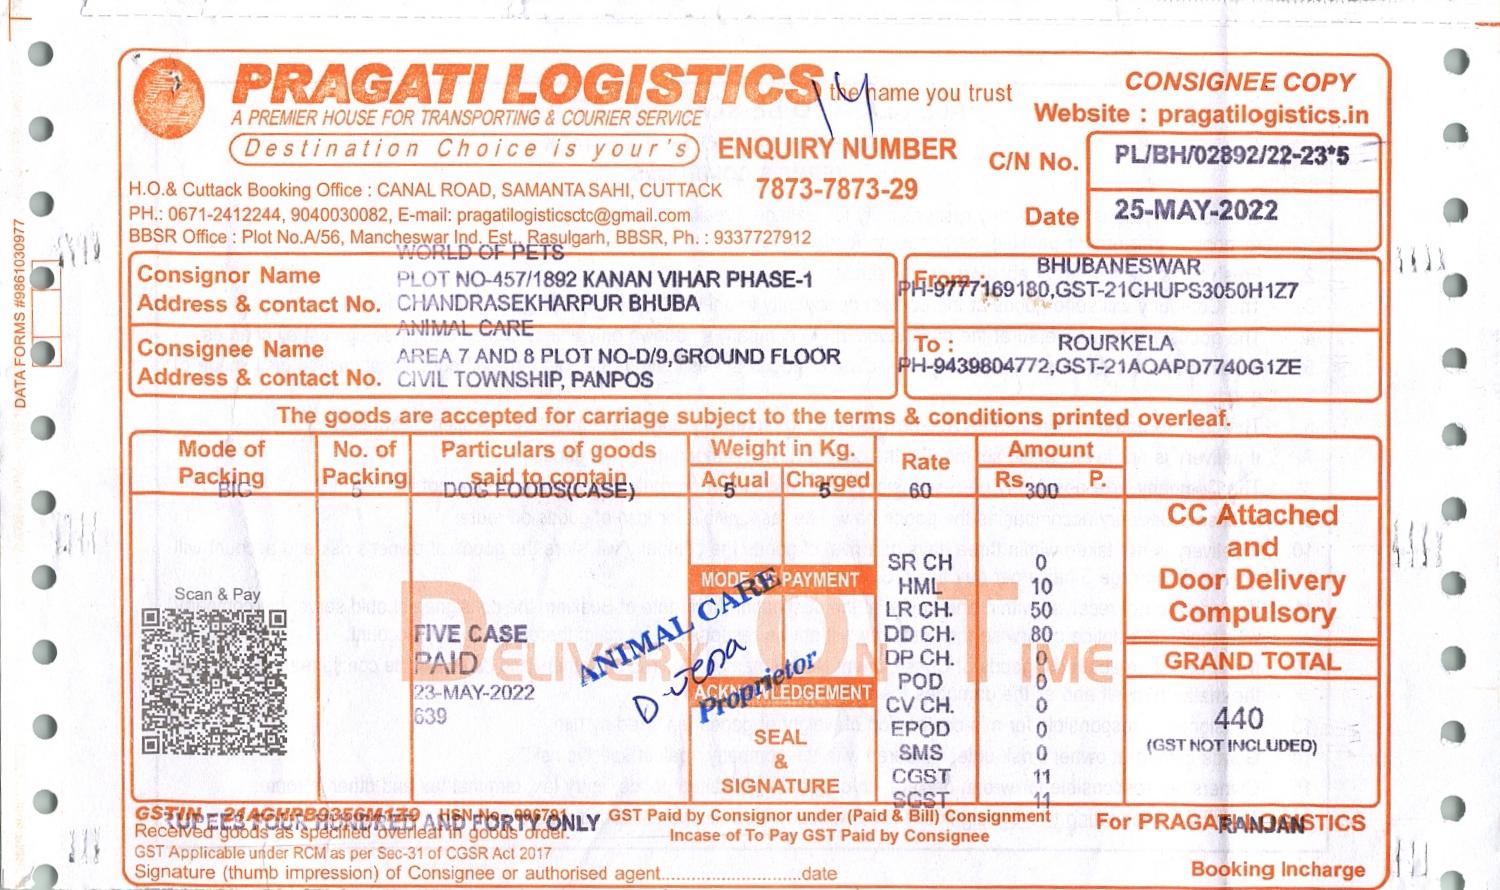 PRAGATI LOGISTICS the name you trust
A PREMIER HOUSE FOR TRANSPORTING & COURIER SERVICE
Destination Choice is your's
ENQUIRY NUMBER
7873-7873-29
CONSIGNEE COPY
Website : pragatilogistics.in
C/N No. PL/BH/02892/22-23*5
Date 25-MAY-2022
H.O.& Cuttack Booking Office : CANAL ROAD, SAMANTA SAHI, CUTTACK
PH.: 0671-2412244, 9040030082, E-mail: pragatilogisticsctc@gmail.com
BBSR Office : Plot No.A/56, Mancheswar Ind. Est., Rasulgarh, BBSR, Ph. : 9337727912
DATA FORMS #9861030977
WORLD OF PETS
Consignor Name PLOT NO-457/1892 KANAN VIHAR PHASE-1
Address & contact No. CHANDRASEKHARPUR BHUBA
From BHUBANESWAR
PH-9777169180,GST-21CHUPS3050H1Z7
ANIMAL CARE
Consignee Name AREA 7 AND 8 PLOT NO-D/9,GROUND FLOOR
Address & contact No. CIVIL TOWNSHIP, PANPOS
To : ROURKELA
PH-9439804772,GST-21AQAPD7740G1ZE
The goods are accepted for carriage subject to the terms & conditions printed overleaf.
Mode of Packing
No. of Packing
Particulars of goods said to contain
Weight in Kg.
Actual Charged
Rate
Amount
Rs. P.
BIG 5 DOG FOODS(CASE) 5 5 60 300
CC Attached
and
Door Delivery
Compulsory
GRAND TOTAL
440
(GST NOT INCLUDED)
Scan & Pay
FIVE CASE
PAID
23-MAY-2022
639
DELIVERY ON TIME
MODE OF PAYMENT
ANIMAL CARE
D. Jena
Proprietor
ACKNOWLEDGEMENT
SEAL
&
SIGNATURE
SR CH 0
HML 10
LR CH. 50
DD CH. 80
DP CH. 0
POD 0
CV CH. 0
EPOD 0
SMS 0
CGST 11
SGST 11
RUPEES FOUR HUNDRED AND FORTY ONLY
Received goods as specified overleaf in goods order.
GST Applicable under RCM as per Sec-31 of CGSR Act 2017
Signature (thumb impression) of Consignee or authorised agent........................date
GST Paid by Consignor under (Paid & Bill) Consignment
Incase of To Pay GST Paid by Consignee
For PRAGATI LOGISTICS
RANJAN
Booking Incharge